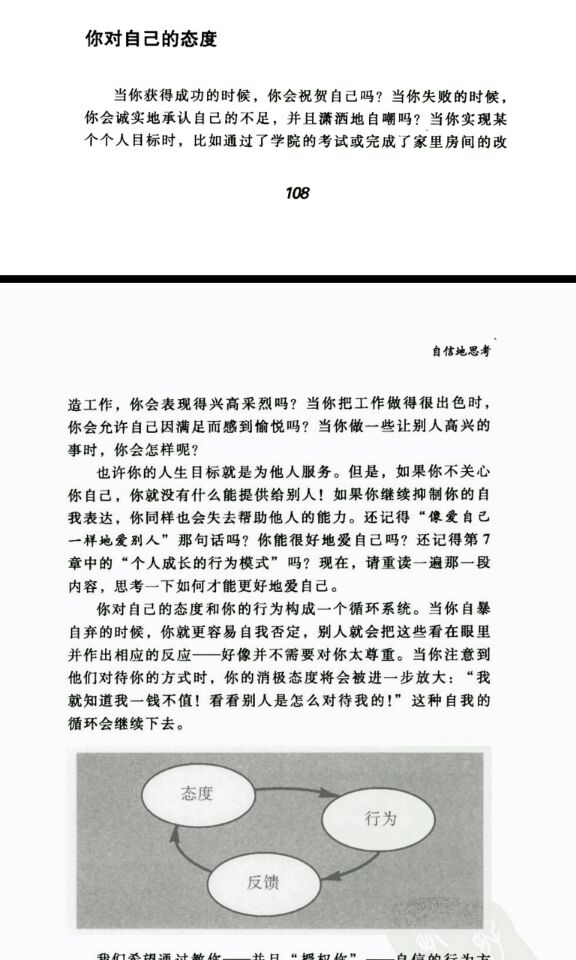 你对自己的态度
当你获得成功的时候，你会祝贺自己吗？当你失败的时候，
你会诚实地承认自己的不足，并且潇洒地自嘲吗？当你实现某
个个人目标时，比如通过了学院的考试或完成了家里房间的改
108
自信地思考
造工作，你会表现得兴高采烈吗？当你把工作做得很出色时，
你会允许自己因满足而感到愉悦吗？当你做一些让别人高兴的
事时，你会怎样呢？
也许你的人生目标就是为他人服务。但是，如果你不关心
你自己，你就没有什么能提供给别人！如果你继续抑制你的自
我表达，你同样也会失去帮助他人的能力。还记得“像爱自己
一样地爱别人”那句话吗？你能很好地爱自己吗？还记得第7
章中的“个人成长的行为模式”吗？现在，请重读一遍那一段
内容，思考一下如何才能更好地爱自己。
你对自己的态度和你的行为构成一个循环系统。当你自暴
自弃的时候，你就更容易自我否定，别人就会把这些看在眼里
并作出相应的反应——好像并不需要对你太尊重。当你注意到
他们对待你的方式时，你的消极态度将会被进一步放大：“我
就知道我一钱不值！看看别人是怎么对待我的！”这种自我的
循环会继续下去。
态度
行为
反馈
我们希望通过教你——并且“授权你”——自信的行为方